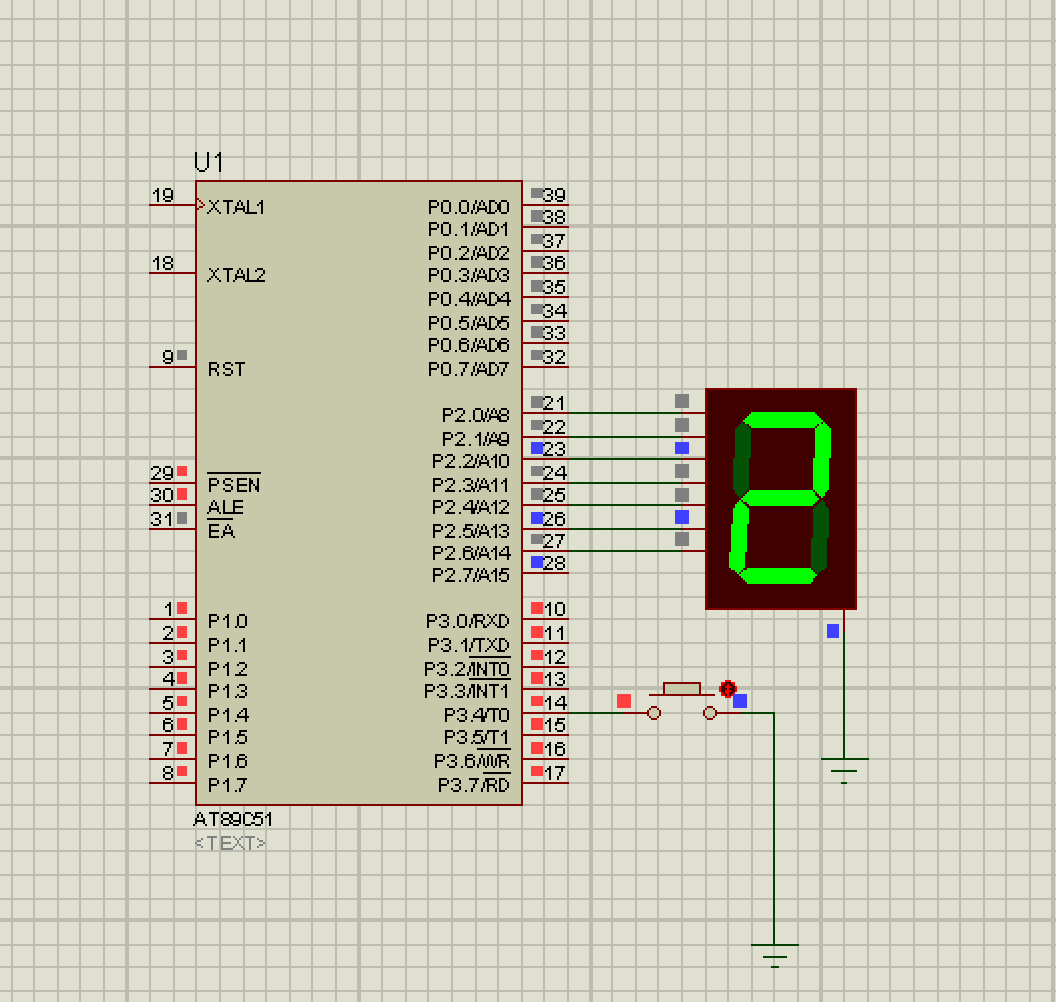 U1
19 XTAL1 P0.0/AD0 39
P0.1/AD1 38
P0.2/AD2 37
18 XTAL2 P0.3/AD3 36
P0.4/AD4 35
P0.5/AD5 34
P0.6/AD6 33
9 RST P0.7/AD7 32
P2.0/A8 21
P2.1/A9 22
P2.2/A10 23
29 PSEN P2.3/A11 24
30 ALE P2.4/A12 25
31 EA P2.5/A13 26
P2.6/A14 27
P2.7/A15 28
1 P1.0 P3.0/RXD 10
2 P1.1 P3.1/TXD 11
3 P1.2 P3.2/INT0 12
4 P1.3 P3.3/INT1 13
5 P1.4 P3.4/T0 14
6 P1.5 P3.5/T1 15
7 P1.6 P3.6/WR 16
8 P1.7 P3.7/RD 17
AT89C51
<TEXT>
2